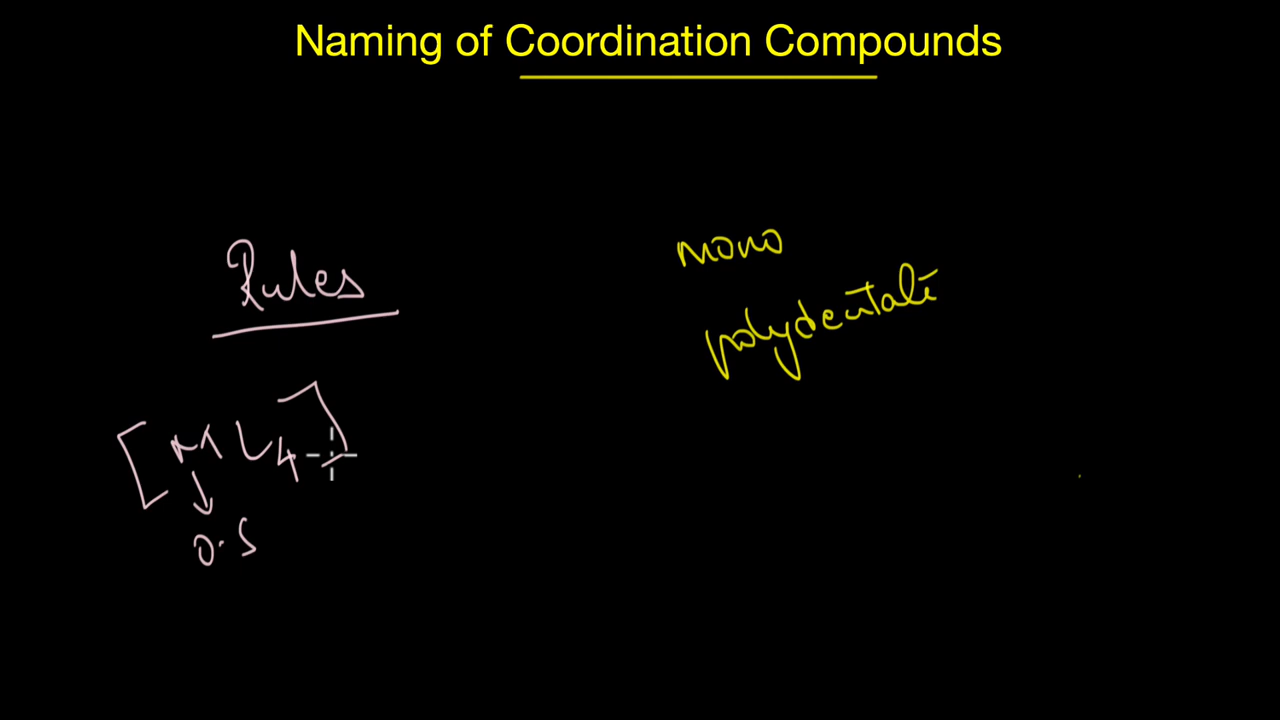 Naming of Coordination Compounds
Rules
mono
polydentate
[ML4]
O.S